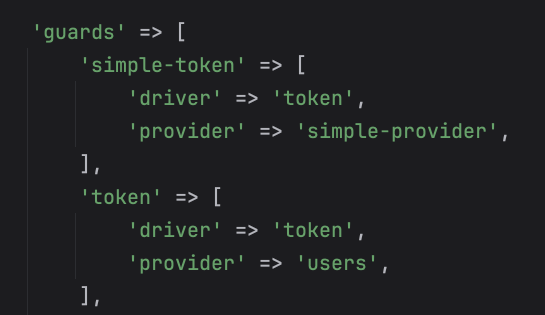 'guards' => [
'simple-token' => [
'driver' => 'token',
'provider' => 'simple-provider',
],
'token' => [
'driver' => 'token',
'provider' => 'users',
],